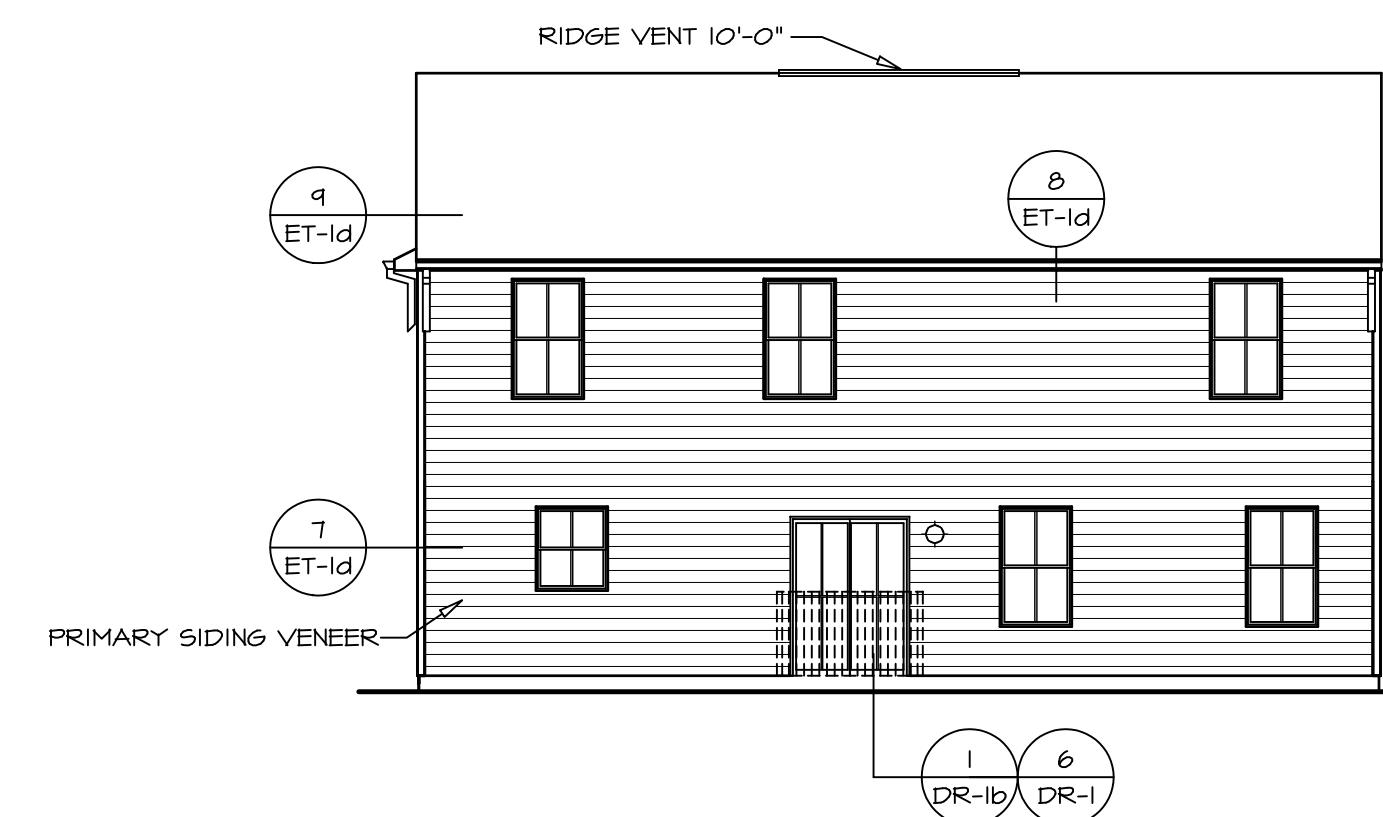 RIDGE VENT 10'-0"
8
ET-1d
9
ET-1d
7
ET-1d
PRIMARY SIDING VENEER
1
DR-1b
6
DR-1